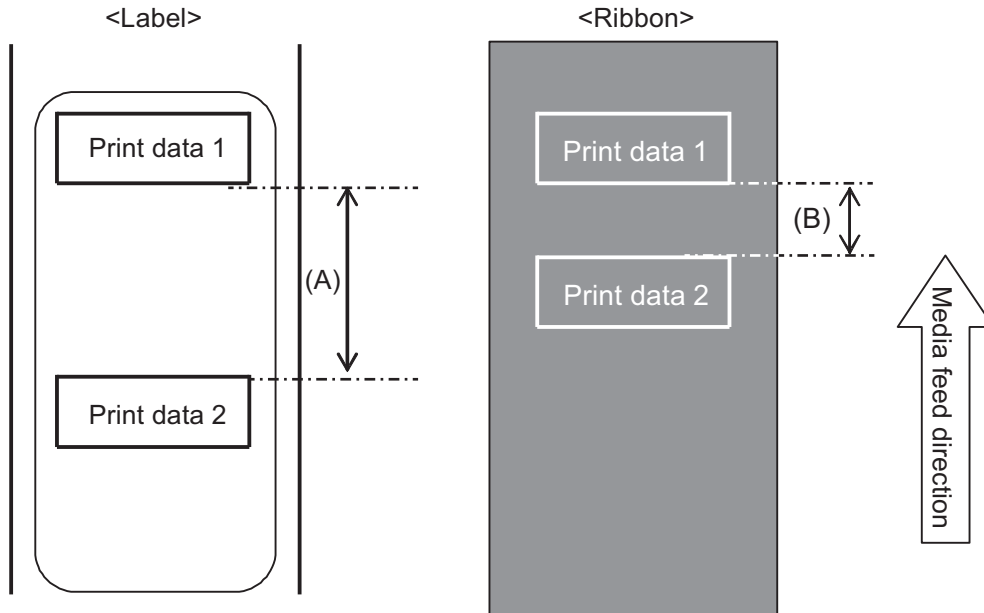 <Label>
<Ribbon>
Print data 1
Print data 2
(A)
Print data 1
Print data 2
(B)
Media feed direction